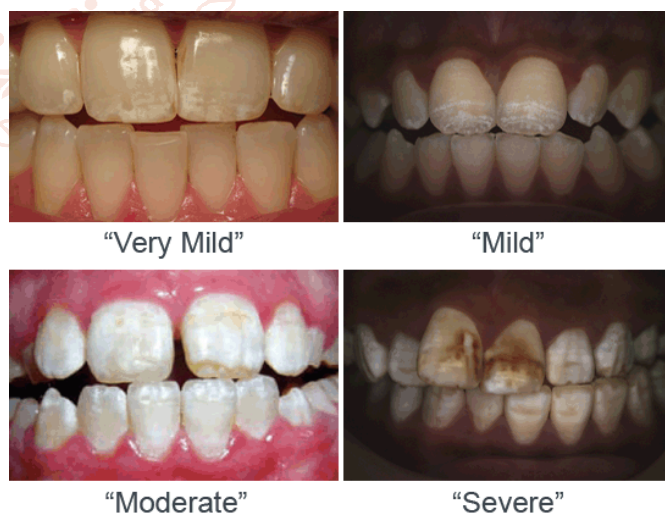 “Very Mild”
“Mild”
“Moderate”
“Severe”